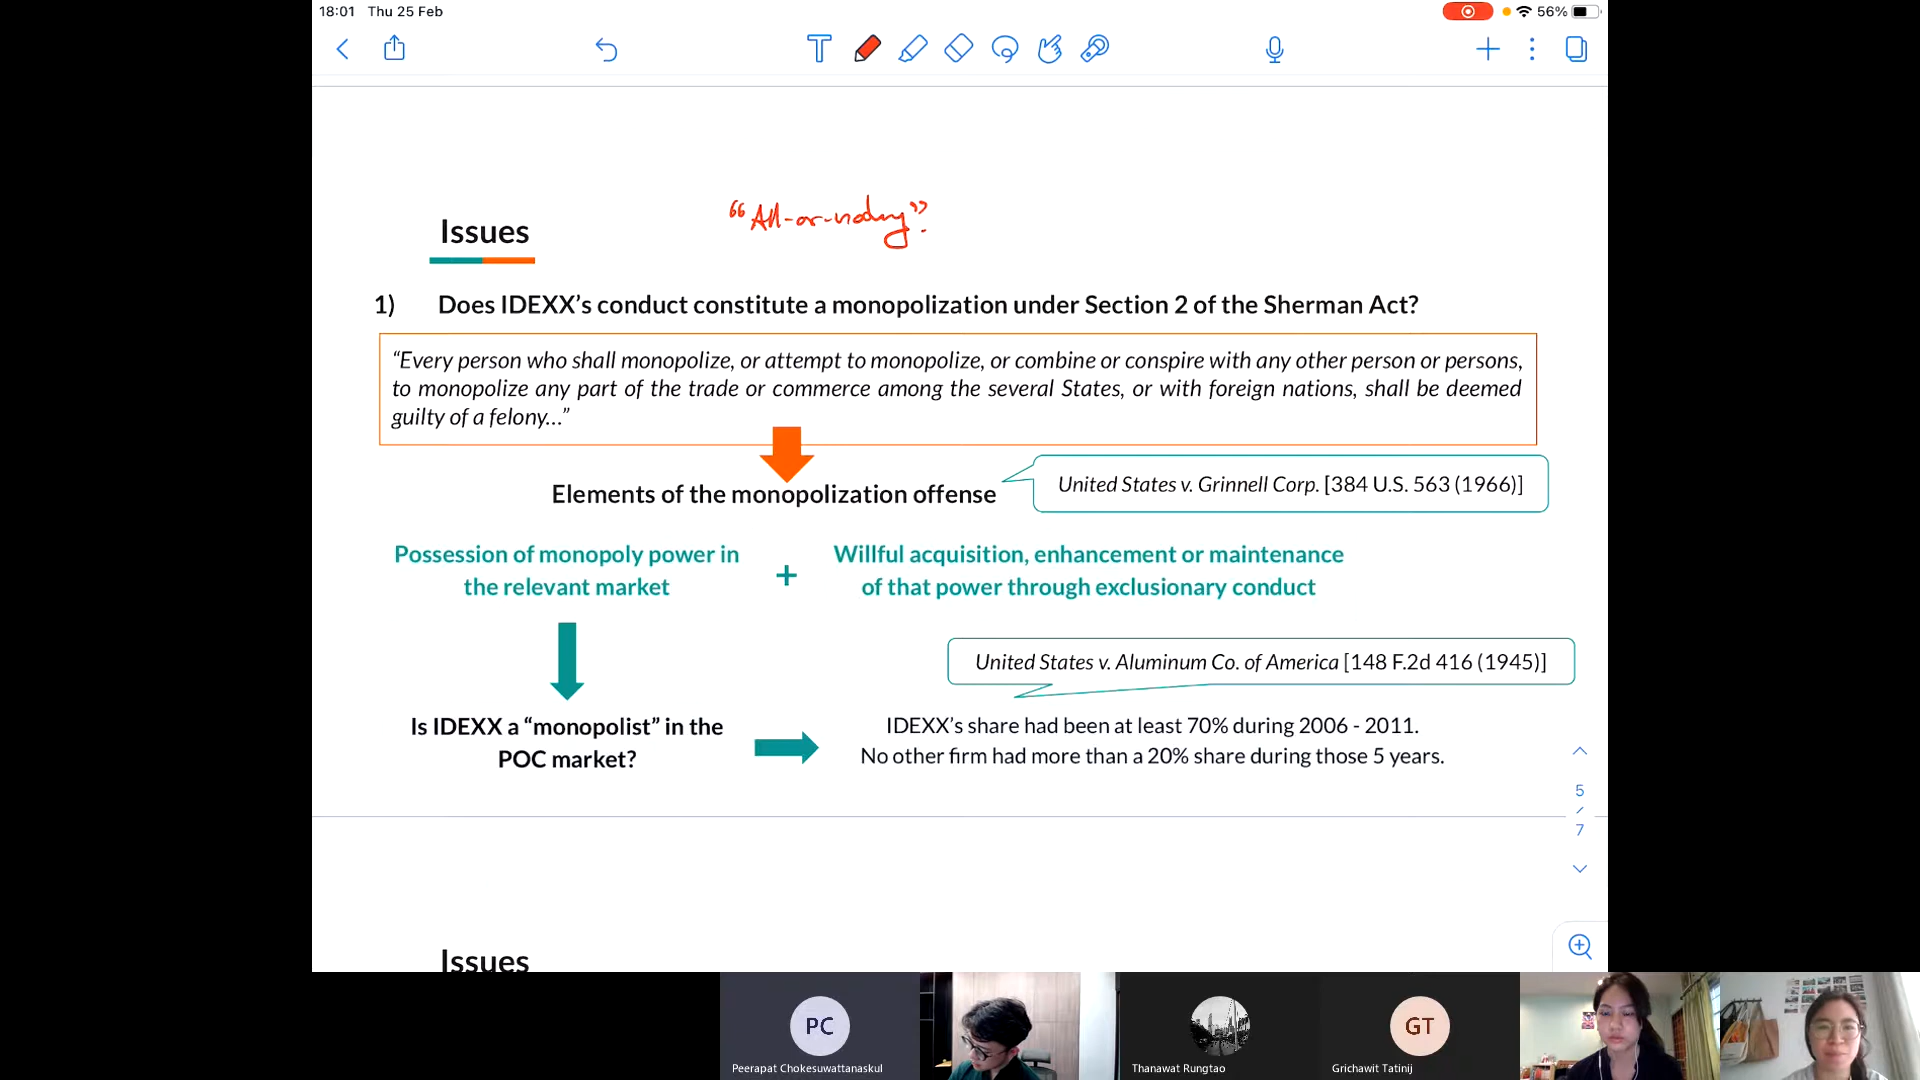 18:01 Thu 25 Feb
56%
“All-or-nothing”
Issues
1) Does IDEXX’s conduct constitute a monopolization under Section 2 of the Sherman Act?
“Every person who shall monopolize, or attempt to monopolize, or combine or conspire with any other person or persons,
to monopolize any part of the trade or commerce among the several States, or with foreign nations, shall be deemed
guilty of a felony…”
Elements of the monopolization offense
United States v. Grinnell Corp. [384 U.S. 563 (1966)]
Possession of monopoly power in
the relevant market
+
Willful acquisition, enhancement or maintenance
of that power through exclusionary conduct
United States v. Aluminum Co. of America [148 F.2d 416 (1945)]
Is IDEXX a “monopolist” in the
POC market?
IDEXX’s share had been at least 70% during 2006 - 2011.
No other firm had more than a 20% share during those 5 years.
5
/
7
Issues
PC
Peerapat Chokesuwattanaskul
Thanawat Rungtao
GT
Grichawit Tatinij